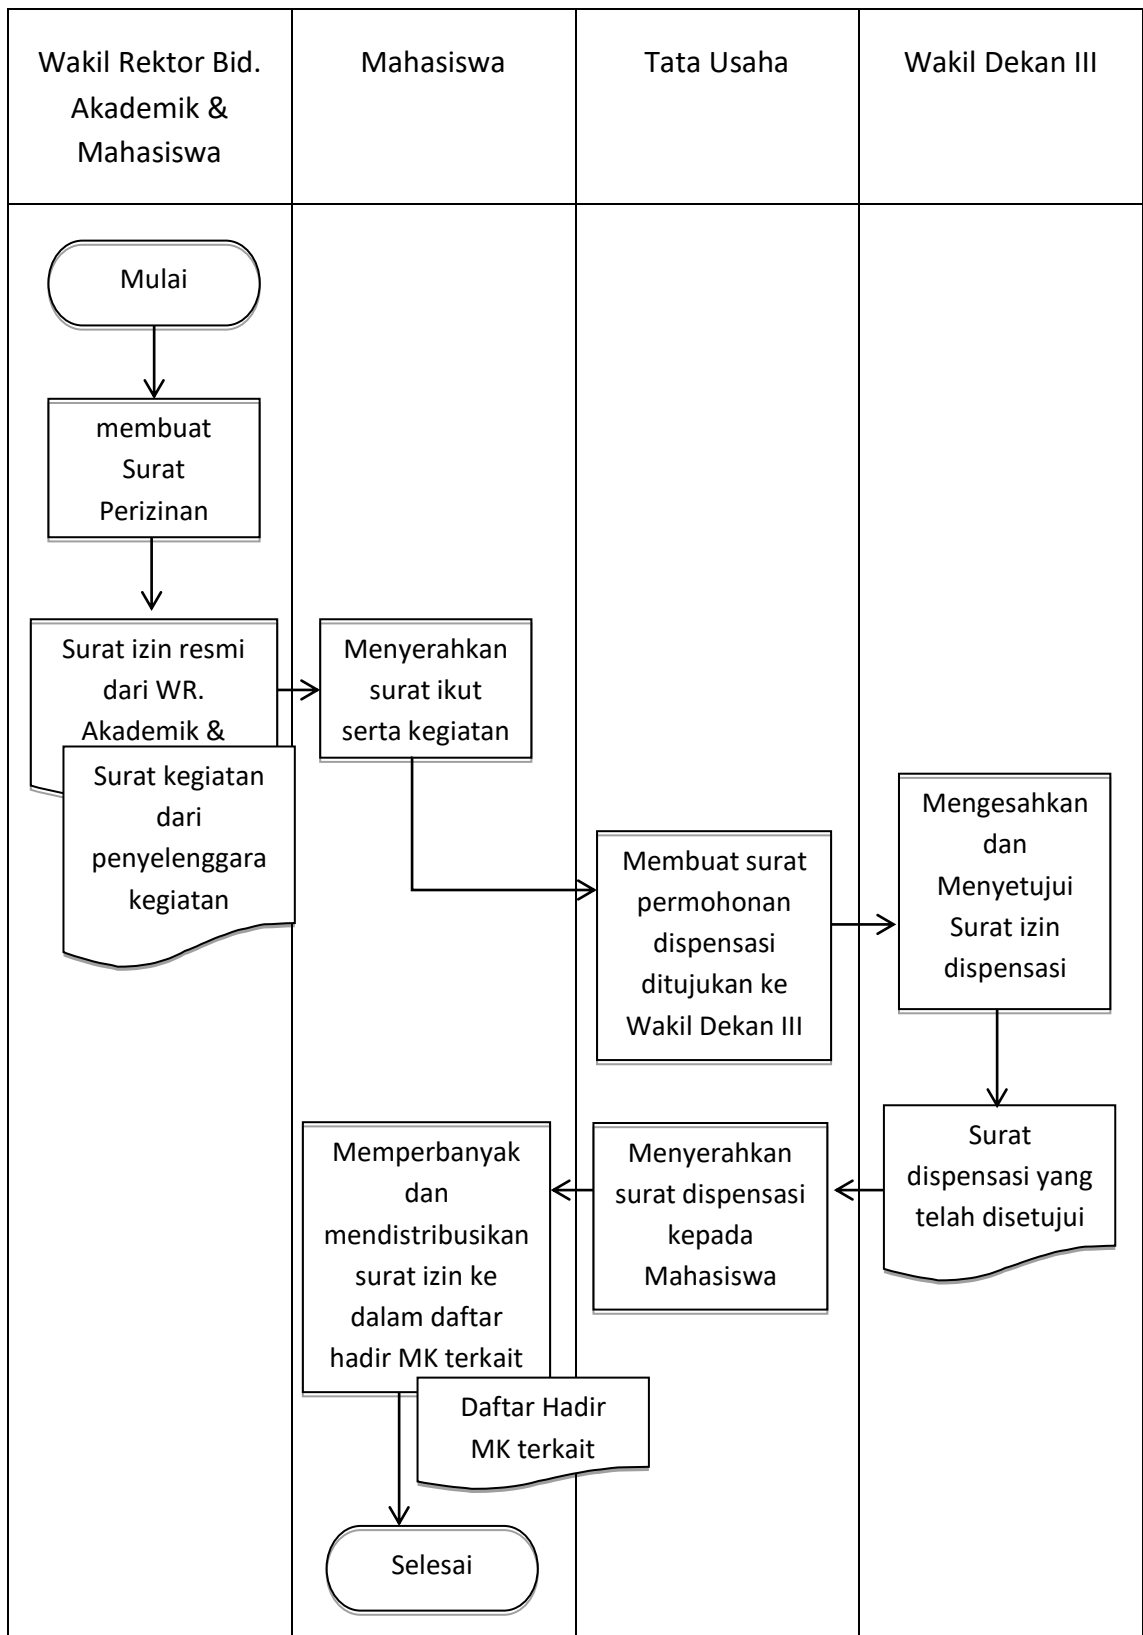 Wakil Rektor Bid.
Akademik &
Mahasiswa
Mahasiswa
Tata Usaha
Wakil Dekan III
Mulai
membuat
Surat
Perizinan
Surat izin resmi
dari WR.
Akademik &
Surat kegiatan
dari
penyelenggara
kegiatan
Menyerahkan
surat ikut
serta kegiatan
Membuat surat
permohonan
dispensasi
ditujukan ke
Wakil Dekan III
Mengesahkan
dan
Menyetujui
Surat izin
dispensasi
Surat
dispensasi yang
telah disetujui
Menyerahkan
surat dispensasi
kepada
Mahasiswa
Memperbanyak
dan
mendistribusikan
surat izin ke
dalam daftar
hadir MK terkait
Daftar Hadir
MK terkait
Selesai